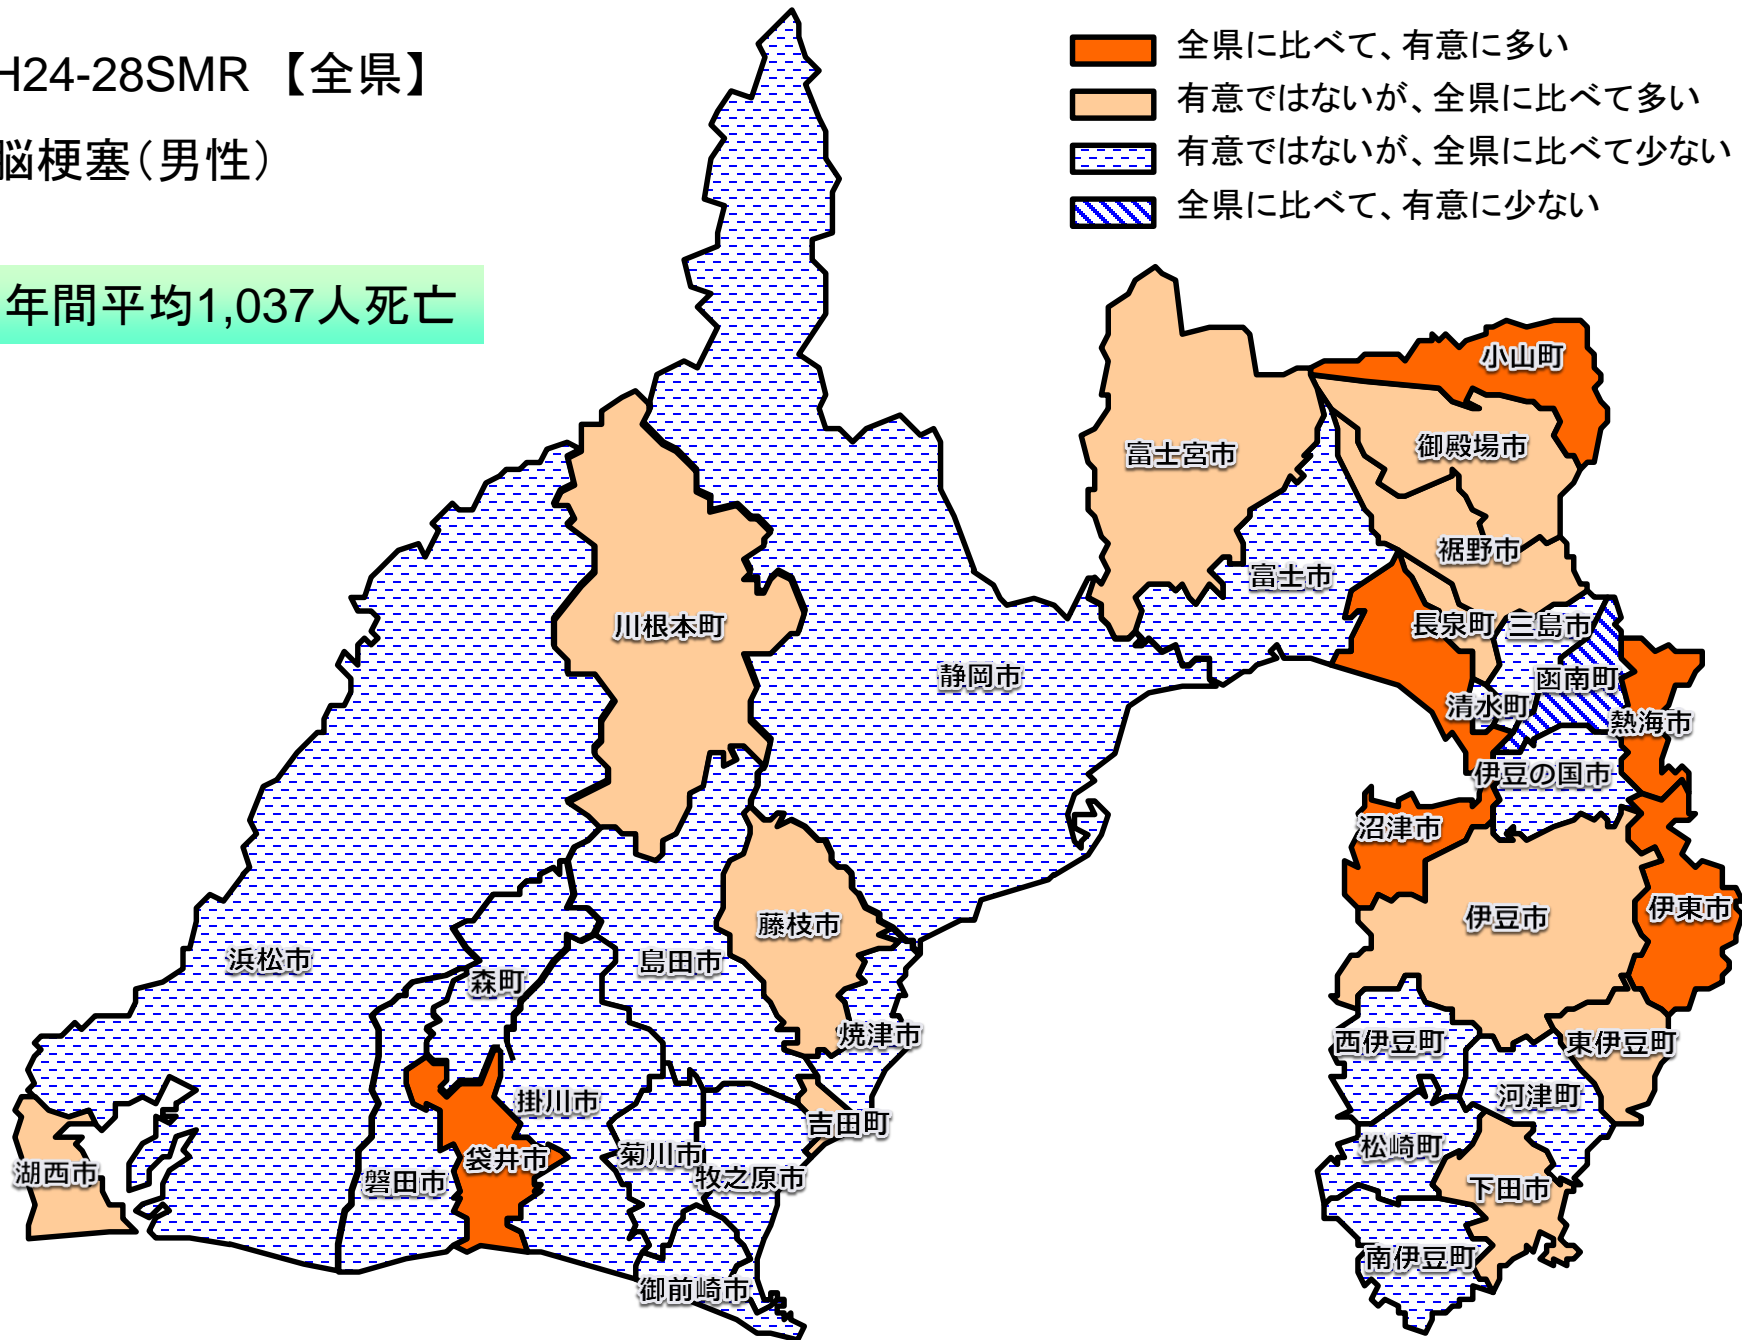 H24-28SMR 【全県】
脳梗塞（男性）
年間平均1,037人死亡
全県に比べて、有意に多い
有意ではないが、全県に比べて多い
有意ではないが、全県に比べて少ない
全県に比べて、有意に少ない
小山町
御殿場市
富士宮市
裾野市
富士市
川根本町
長泉町
三島市
静岡市
函南町
清水町
熱海市
伊豆の国市
沼津市
伊東市
伊豆市
藤枝市
浜松市
島田市
森町
焼津市
西伊豆町
東伊豆町
河津町
掛川市
吉田町
菊川市
松崎町
袋井市
湖西市
磐田市
牧之原市
下田市
南伊豆町
御前崎市